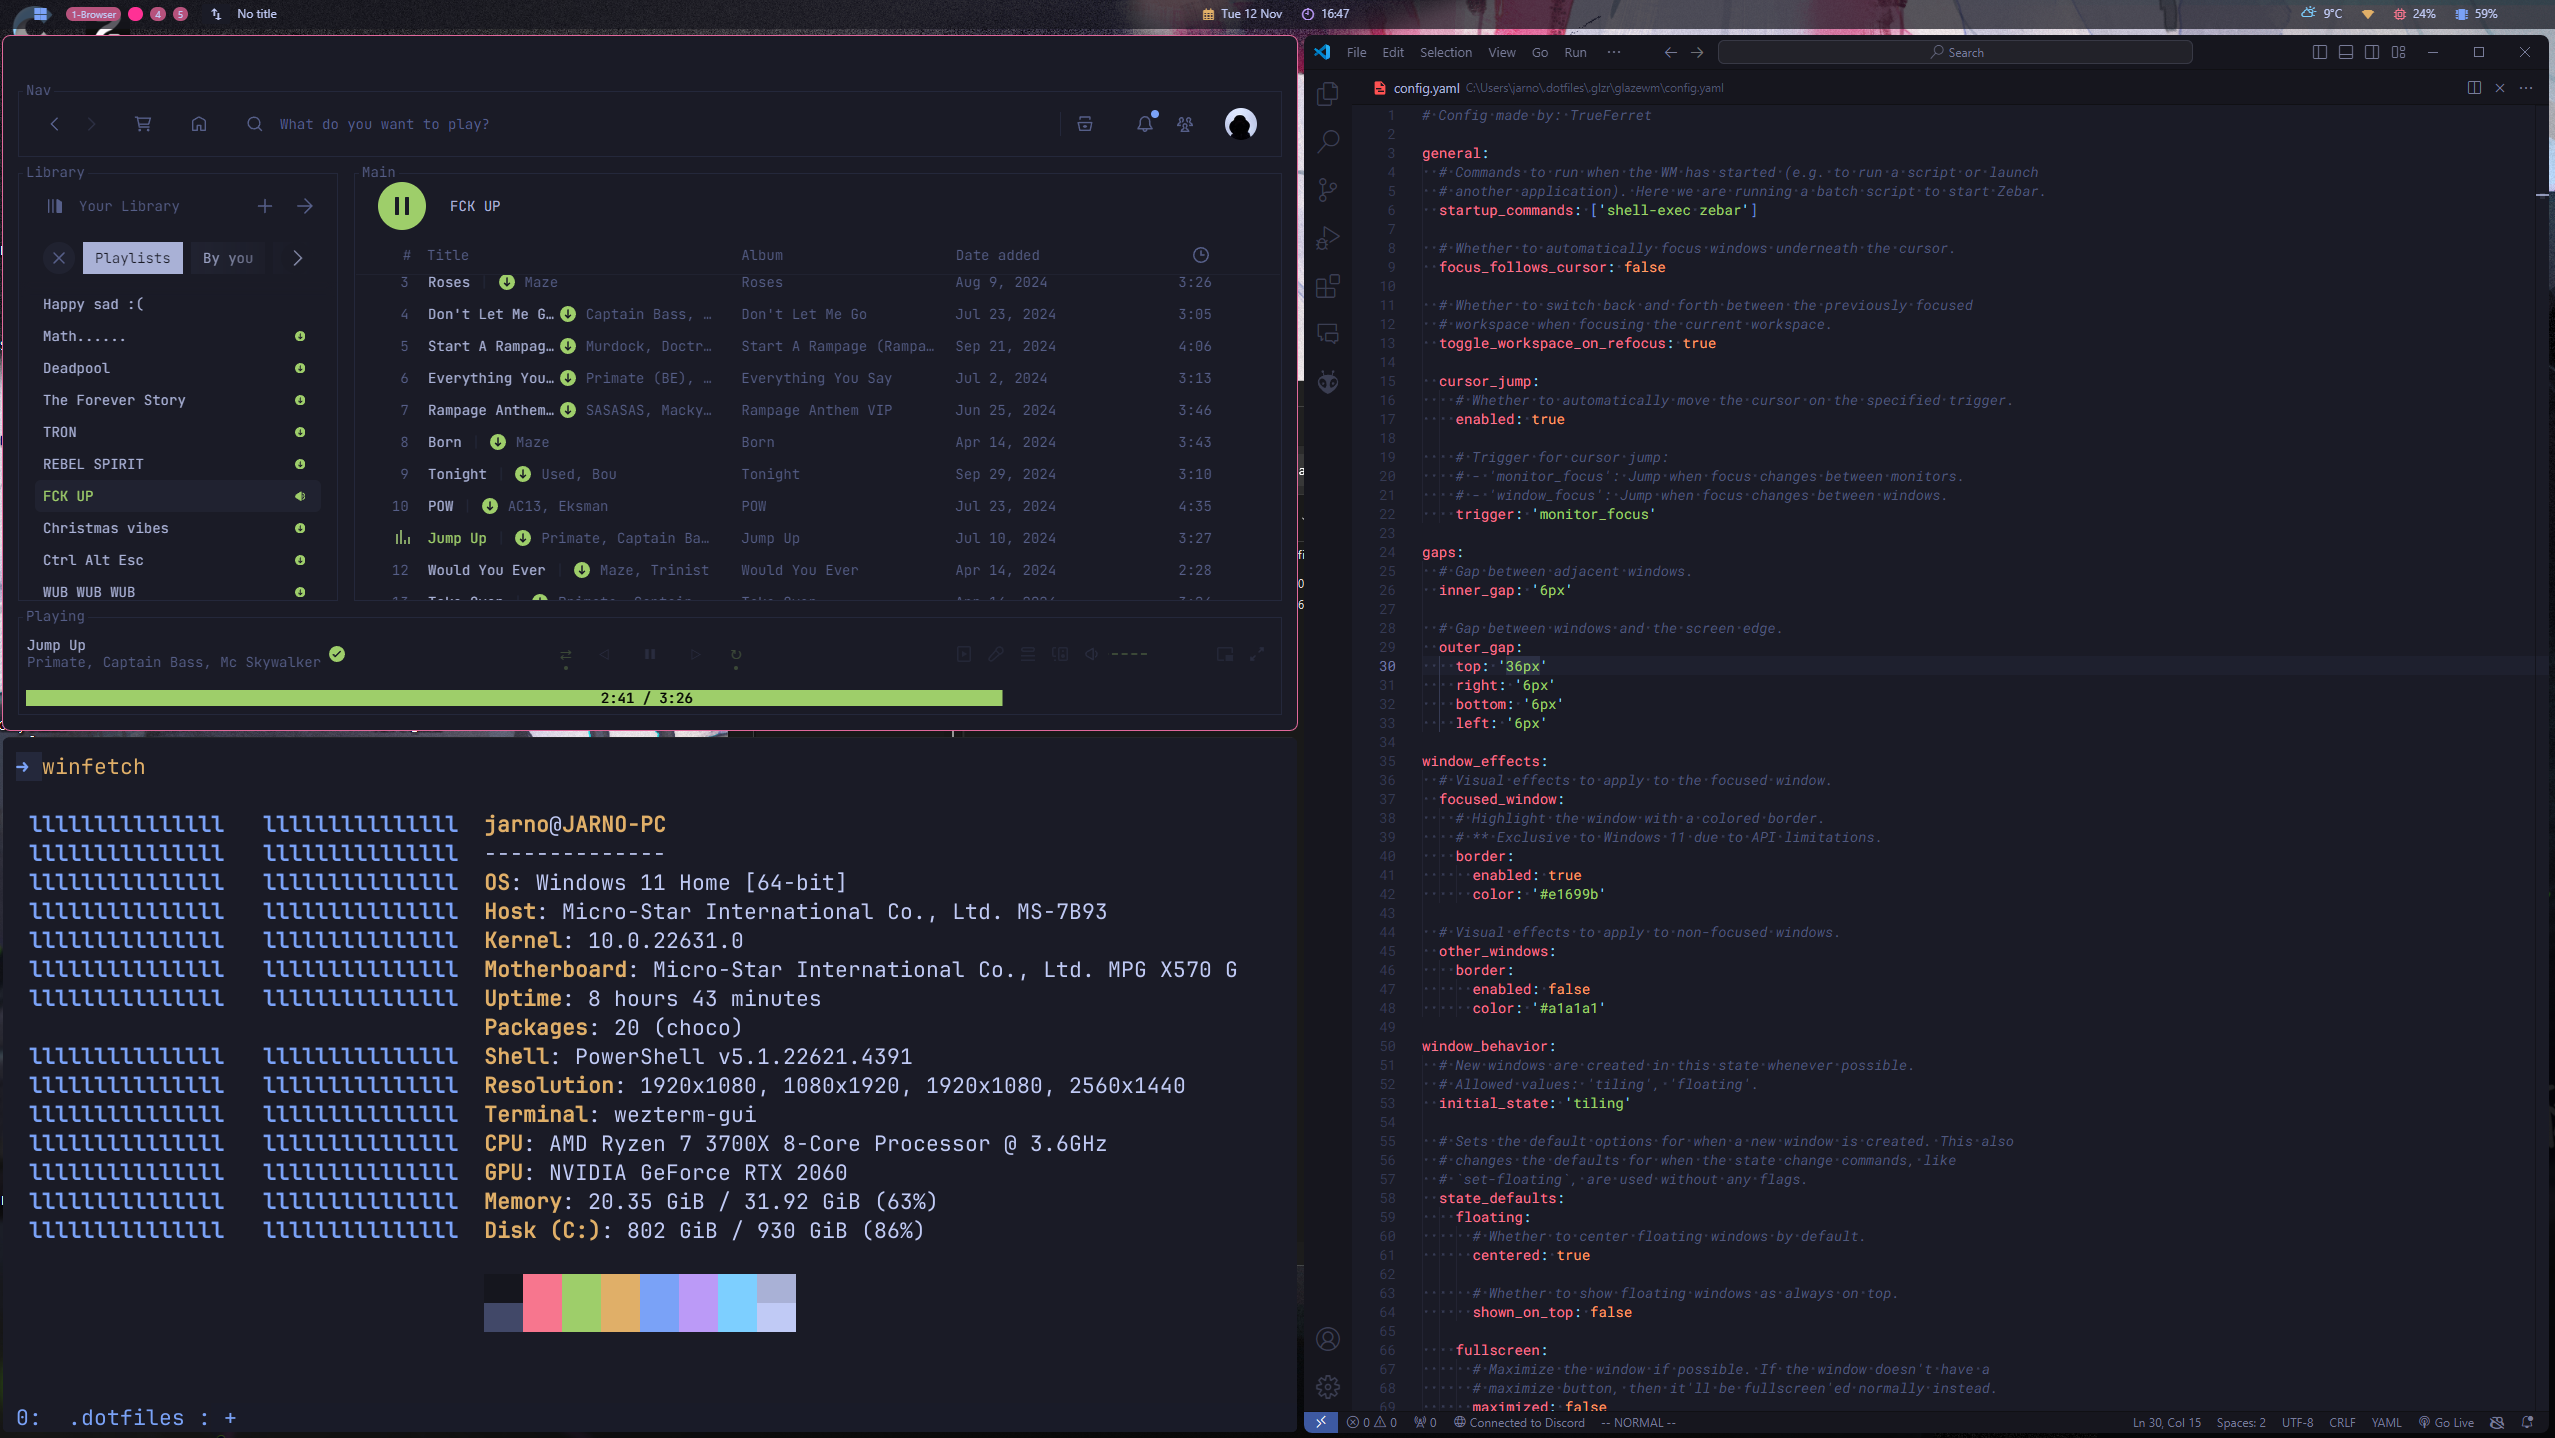 1-Browser 4 5 No title
Tue 12 Nov 16:47
9°C 24% 59%
Nav
What do you want to play?
Library
Your Library
Playlists By you
Happy sad :(
Math......
Deadpool
The Forever Story
TRON
REBEL SPIRIT
FCK UP
Christmas vibes
Ctrl Alt Esc
WUB WUB WUB
Main
FCK UP
# Title Album Date added
3 Roses Maze Roses Aug 9, 2024 3:26
4 Don't Let Me G… Captain Bass, … Don't Let Me Go Jul 23, 2024 3:05
5 Start A Rampag… Murdock, Doctr… Start A Rampage (Rampa… Sep 21, 2024 4:06
6 Everything You… Primate (BE), … Everything You Say Jul 2, 2024 3:13
7 Rampage Anthem… SASASAS, Macky… Rampage Anthem VIP Jun 25, 2024 3:46
8 Born Maze Born Apr 14, 2024 3:43
9 Tonight Used, Bou Tonight Sep 29, 2024 3:10
10 POW AC13, Eksman POW Jul 23, 2024 4:35
Jump Up Primate, Captain Ba… Jump Up Jul 10, 2024 3:27
12 Would You Ever Maze, Trinist Would You Ever Apr 14, 2024 2:28
Playing
Jump Up
Primate, Captain Bass, Mc Skywalker
2:41 / 3:26
→ winfetch
lllllllllllllll lllllllllllllll jarno@JARNO-PC
lllllllllllllll lllllllllllllll --------------
lllllllllllllll lllllllllllllll OS: Windows 11 Home [64-bit]
lllllllllllllll lllllllllllllll Host: Micro-Star International Co., Ltd. MS-7B93
lllllllllllllll lllllllllllllll Kernel: 10.0.22631.0
lllllllllllllll lllllllllllllll Motherboard: Micro-Star International Co., Ltd. MPG X570 G
lllllllllllllll lllllllllllllll Uptime: 8 hours 43 minutes
Packages: 20 (choco)
lllllllllllllll lllllllllllllll Shell: PowerShell v5.1.22621.4391
lllllllllllllll lllllllllllllll Resolution: 1920x1080, 1080x1920, 1920x1080, 2560x1440
lllllllllllllll lllllllllllllll Terminal: wezterm-gui
lllllllllllllll lllllllllllllll CPU: AMD Ryzen 7 3700X 8-Core Processor @ 3.6GHz
lllllllllllllll lllllllllllllll GPU: NVIDIA GeForce RTX 2060
lllllllllllllll lllllllllllllll Memory: 20.35 GiB / 31.92 GiB (63%)
lllllllllllllll lllllllllllllll Disk (C:): 802 GiB / 930 GiB (86%)
0: .dotfiles : +
File Edit Selection View Go Run ··· Search
config.yaml C:\Users\jarno\.dotfiles\.glzr\glazewm\config.yaml
1 # Config made by: TrueFerret
2
3 general:
4 # Commands to run when the WM has started (e.g. to run a script or launch
5 # another application). Here we are running a batch script to start Zebar.
6 startup_commands: ['shell-exec zebar']
7
8 # Whether to automatically focus windows underneath the cursor.
9 focus_follows_cursor: false
10
11 # Whether to switch back and forth between the previously focused
12 # workspace when focusing the current workspace.
13 toggle_workspace_on_refocus: true
14
15 cursor_jump:
16 # Whether to automatically move the cursor on the specified trigger.
17 enabled: true
18
19 # Trigger for cursor jump:
20 # - 'monitor_focus': Jump when focus changes between monitors.
21 # - 'window_focus': Jump when focus changes between windows.
22 trigger: 'monitor_focus'
23
24 gaps:
25 # Gap between adjacent windows.
26 inner_gap: '6px'
27
28 # Gap between windows and the screen edge.
29 outer_gap:
30 top: '36px'
31 right: '6px'
32 bottom: '6px'
33 left: '6px'
34
35 window_effects:
36 # Visual effects to apply to the focused window.
37 focused_window:
38 # Highlight the window with a colored border.
39 # ** Exclusive to Windows 11 due to API limitations.
40 border:
41 enabled: true
42 color: '#e1699b'
43
44 # Visual effects to apply to non-focused windows.
45 other_windows:
46 border:
47 enabled: false
48 color: '#a1a1a1'
49
50 window_behavior:
51 # New windows are created in this state whenever possible.
52 # Allowed values: 'tiling', 'floating'.
53 initial_state: 'tiling'
54
55 # Sets the default options for when a new window is created. This also
56 # changes the defaults for when the state change commands, like
57 # `set-floating`, are used without any flags.
58 state_defaults:
59 floating:
60 # Whether to center floating windows by default.
61 centered: true
62
63 # Whether to show floating windows as always on top.
64 shown_on_top: false
65
66 fullscreen:
67 # Maximize the window if possible. If the window doesn't have a
68 # maximize button, then it'll be fullscreen'ed normally instead.
69 maximized: false
0 0 0 Connected to Discord -- NORMAL -- Ln 30, Col 15 Spaces: 2 UTF-8 CRLF YAML Go Live